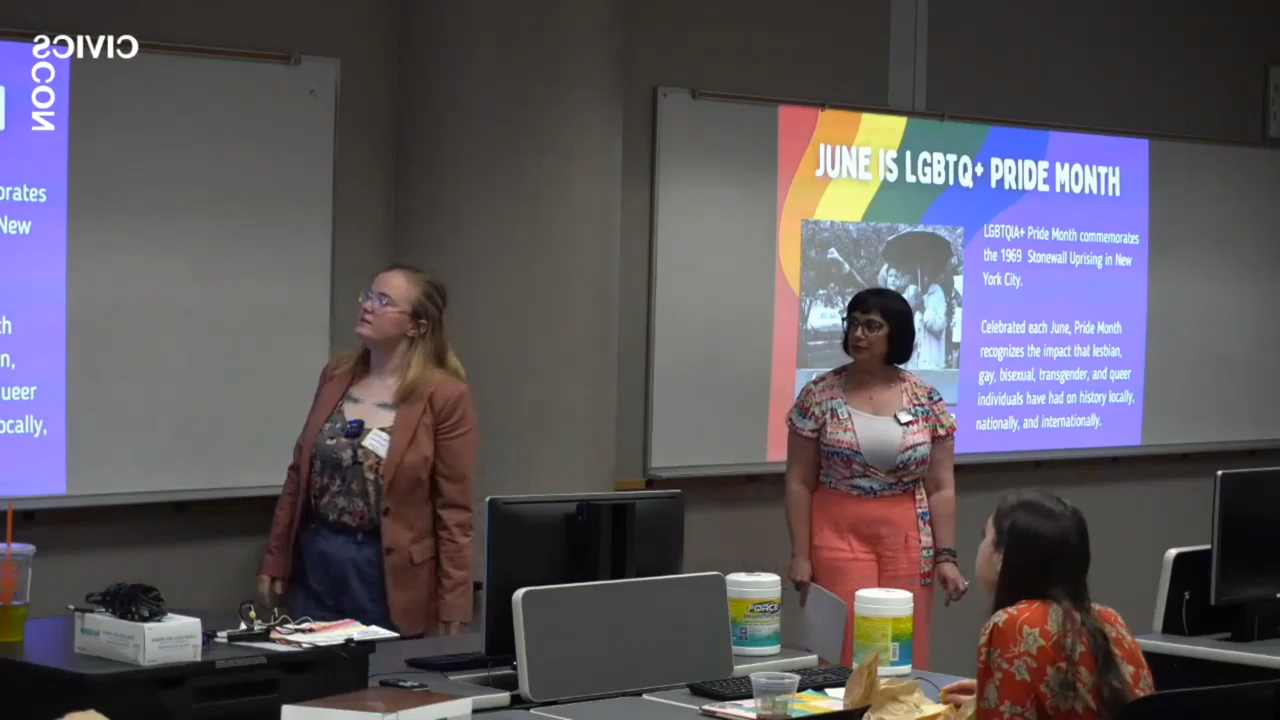 CIVICS
CON
JUNE IS LGBTQ+ PRIDE MONTH
LGBTQIA+ Pride Month commemorates
the 1969 Stonewall Uprising in New
York City.
Celebrated each June, Pride Month
recognizes the impact that lesbian,
gay, bisexual, transgender, and queer
individuals have had on history locally,
nationally, and internationally.
orates
New
th
n,
ueer
ocally,
FORCE